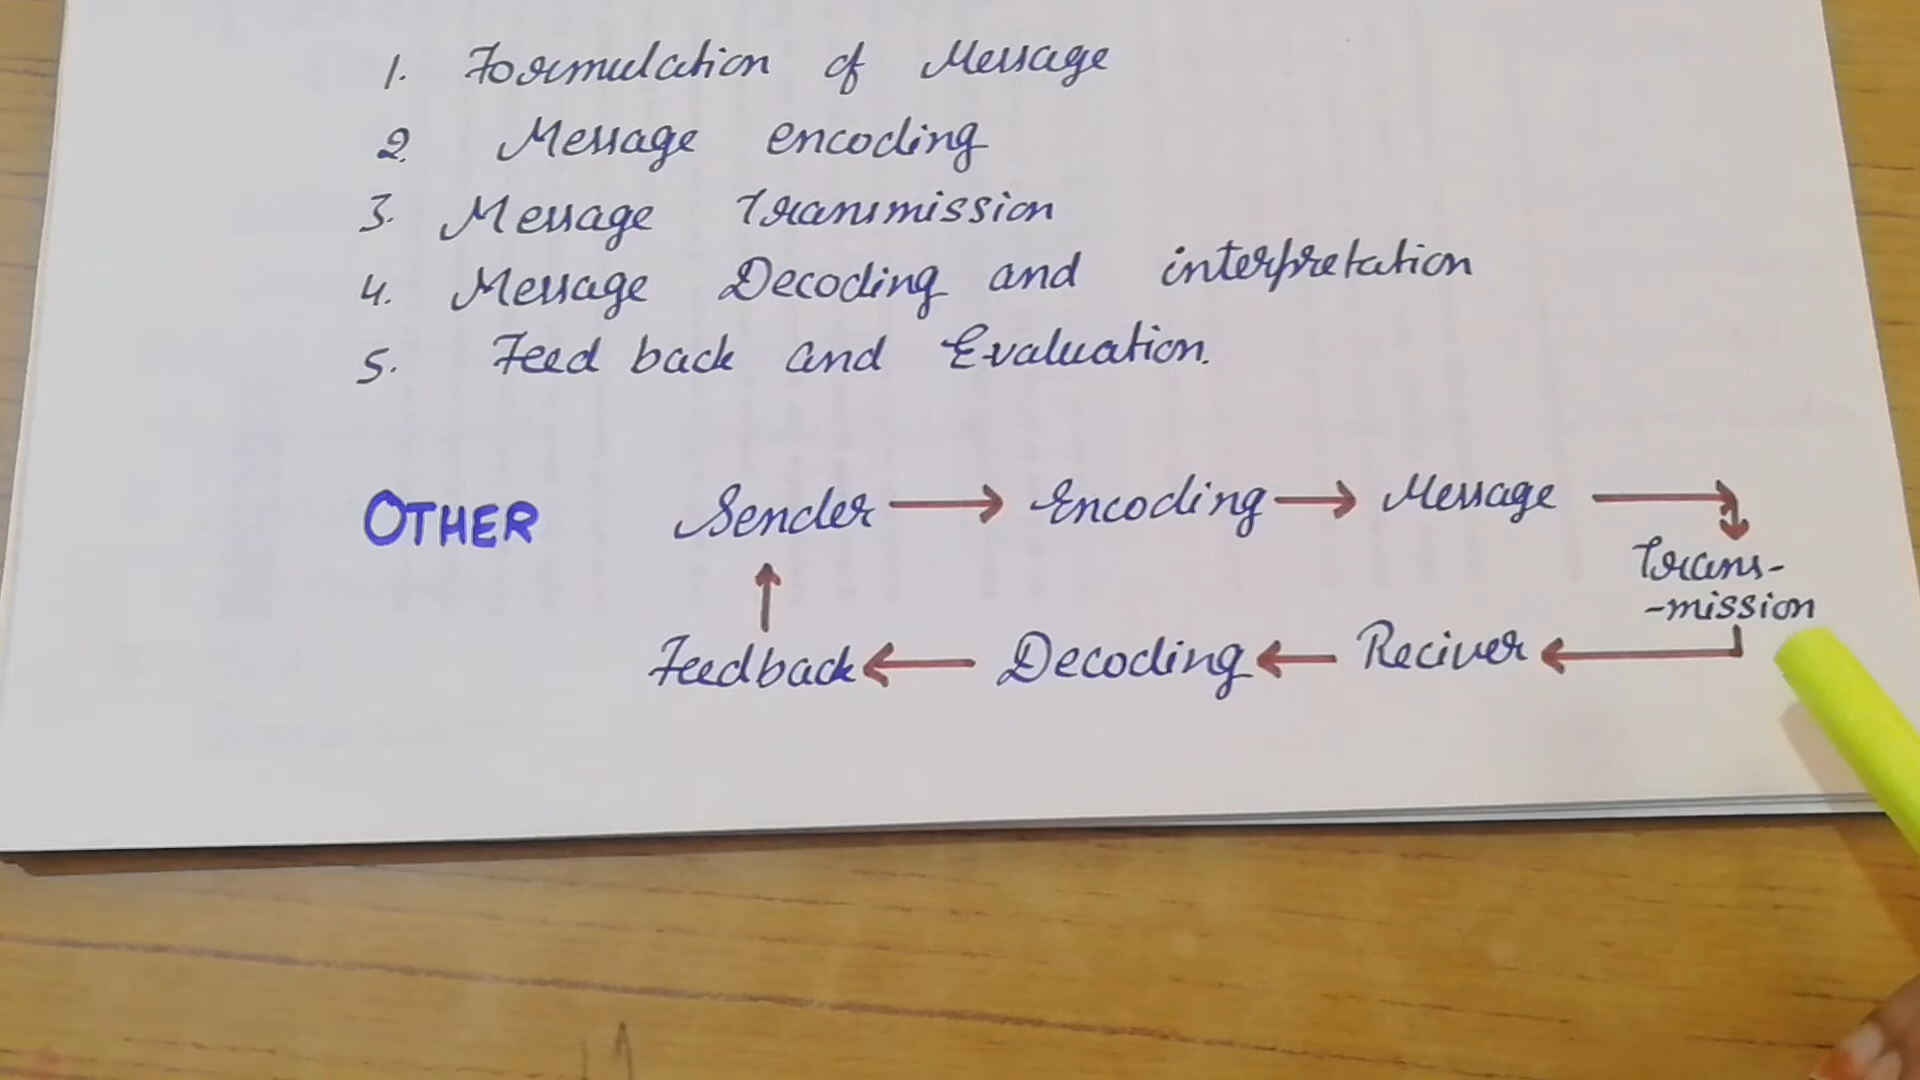 1. Formulation of Message
2. Message encoding
3. Message Transmission
4. Message Decoding and interpretation
5. Feed back and Evaluation.
OTHER Sender → Encoding → Message
Trans-
-mission
Feedback ← Decoding ← Reciver